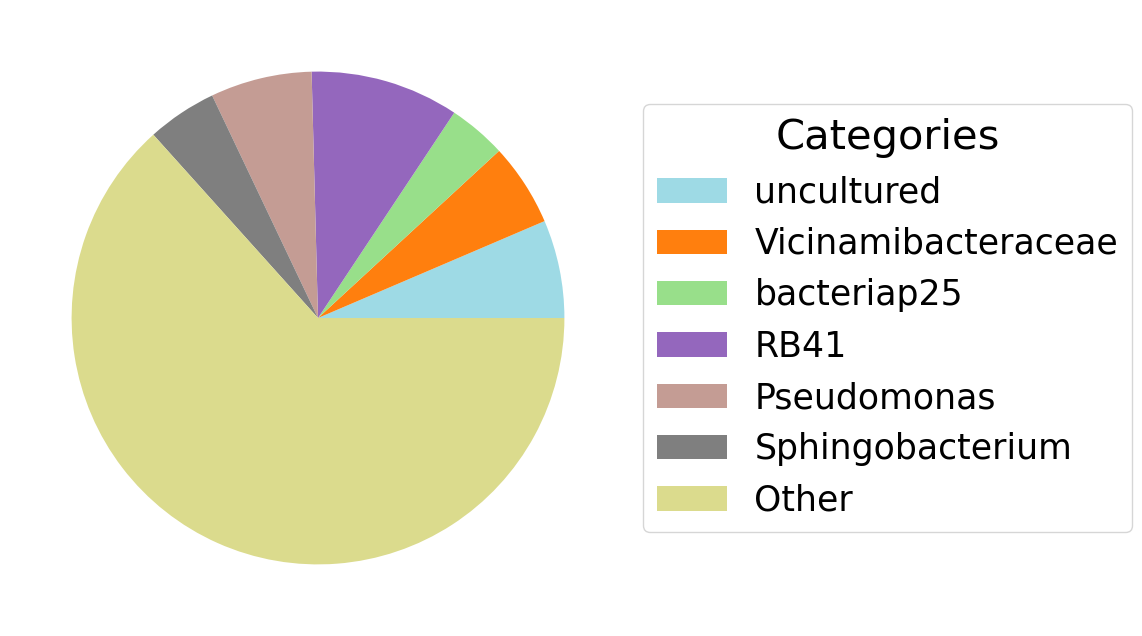 Categories
uncultured
Vicinamibacteraceae
bacteriap25
RB41
Pseudomonas
Sphingobacterium
Other